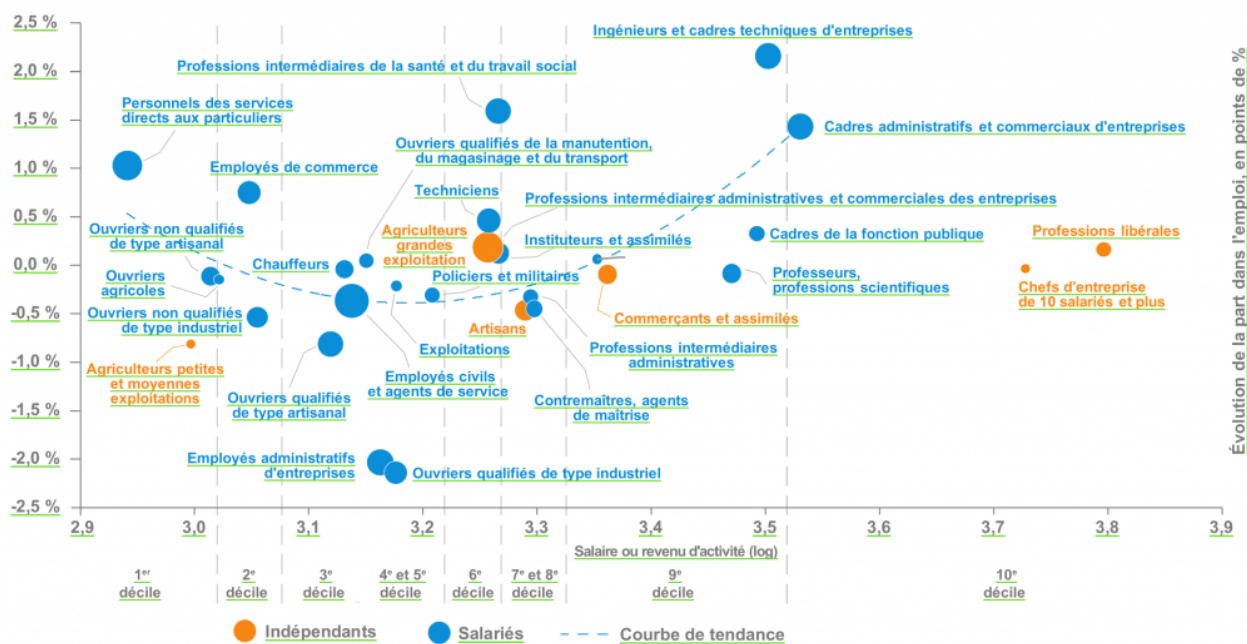 2,5 %
2,0 %
1,5 %
1,0 %
0,5 %
0,0 %
-0,5 %
-1,0 %
-1,5 %
-2,0 %
-2,5 %
Ingénieurs et cadres techniques d'entreprises
Professions intermédiaires de la santé et du travail social
Personnels des services
directs aux particuliers
Cadres administratifs et commerciaux d'entreprises
Ouvriers qualifiés de la manutention,
du magasinage et du transport
Employés de commerce
Techniciens
Professions intermédiaires administratives et commerciales des entreprises
Ouvriers non qualifiés
de type artisanal
Agriculteurs
grandes
exploitation
Instituteurs et assimilés
Cadres de la fonction publique
Professions libérales
Chauffeurs
Ouvriers
agricoles
Policiers et militaires
Professeurs,
professions scientifiques
Chefs d'entreprise
de 10 salariés et plus
Ouvriers non qualifiés
de type industriel
Artisans
Commerçants et assimilés
Exploitations
Professions intermédiaires
administratives
Agriculteurs petites
et moyennes
exploitations
Ouvriers qualifiés
de type artisanal
Employés civils
et agents de service
Contremaîtres, agents
de maîtrise
Employés administratifs
d'entreprises
Ouvriers qualifiés de type industriel
Évolution de la part dans l'emploi, en points de %
2,9 3,0 3,1 3,2 3,3 3,4 3,5 3,6 3,7 3,8 3,9
Salaire ou revenu d'activité (log)
1er 2e 3e 4e et 5e 6e 7e et 8e 9e 10e
décile décile décile décile décile décile décile décile
Indépendants Salariés Courbe de tendance